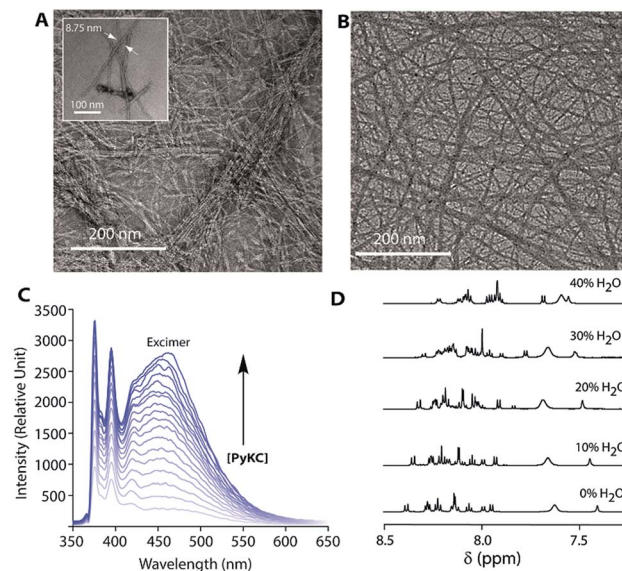 A
8.75 nm
100 nm
200 nm
B
200 nm
C
3500
3000
2500
2000
1500
1000
500
Intensity (Relative Unit)
Excimer
[PyKC]
350 400 450 500 550 600 650
Wavelength (nm)
D
40% H2O
30% H2O
20% H2O
10% H2O
0% H2O
8.5 8.0 7.5
δ (ppm)